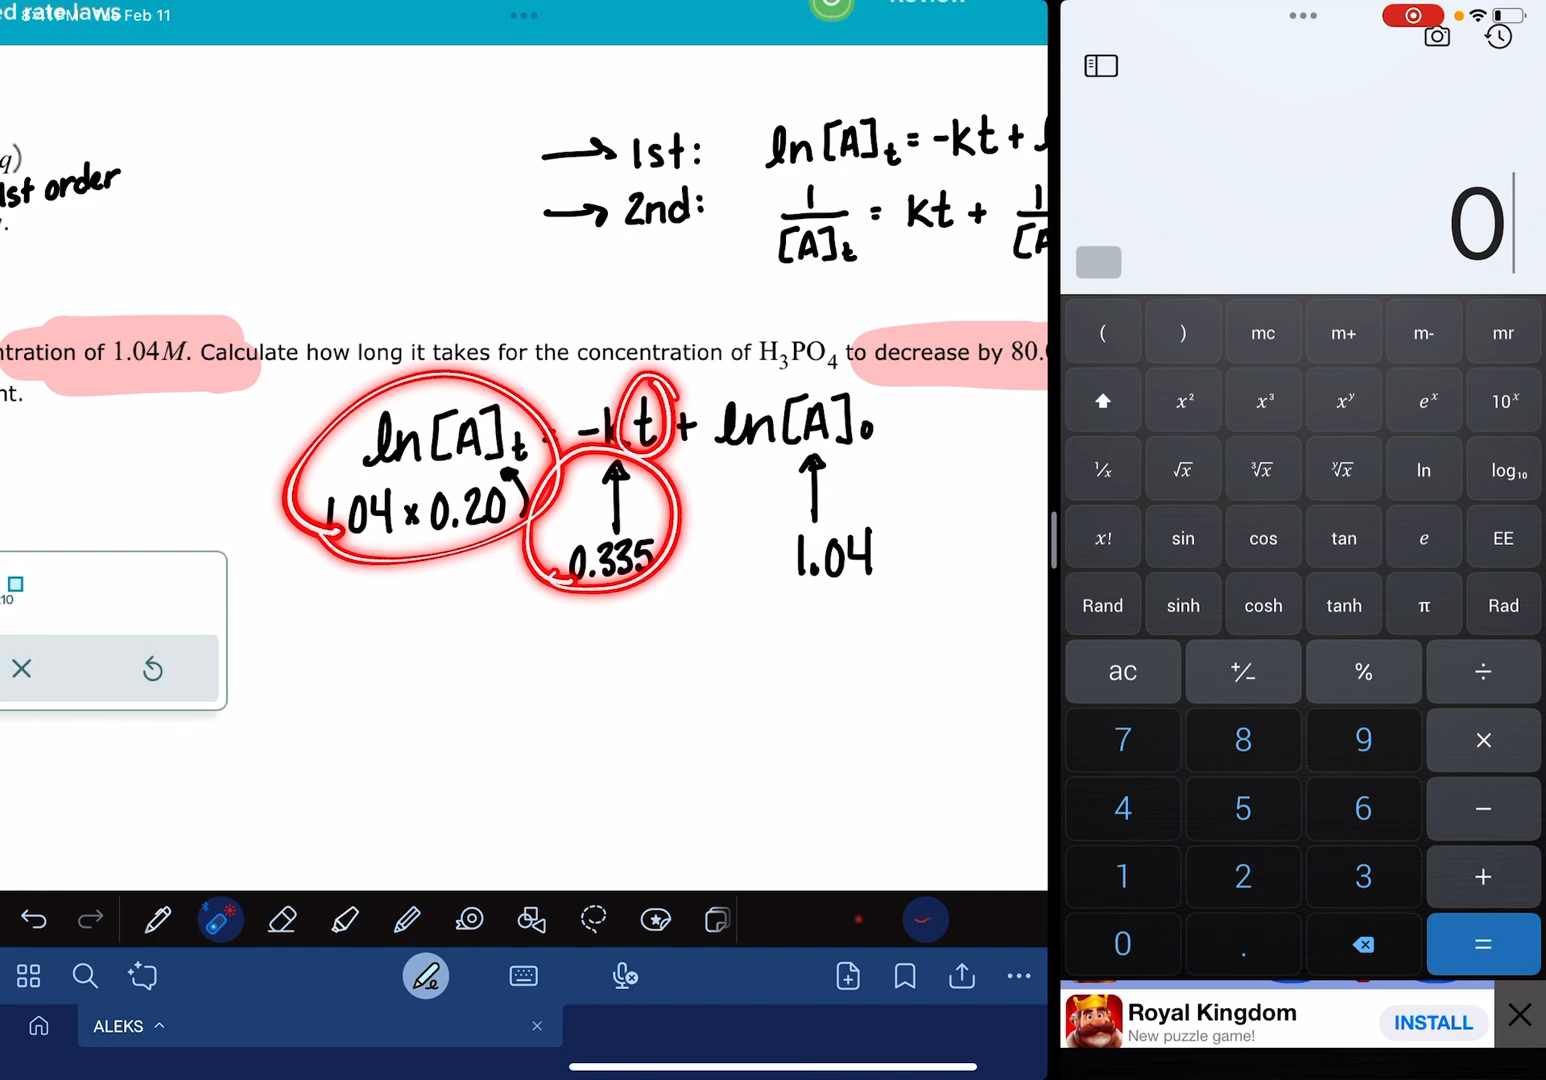 ed rate laws
Feb 11
Review
q)
1st order
→ 1st: ln[A]t = -kt +
→ 2nd: 1/[A]t = kt + 1/[A
ntration of 1.04M. Calculate how long it takes for the concentration of H₃PO₄ to decrease by 80.
nt.
ln[A]t = -kt + ln[A]₀
1.04 × 0.20
0.335
1.04
10
ALEKS
0
( ) mc m+ m- mr
x² x³ xʸ eˣ 10ˣ
¹/x √x ³√x ʸ√x ln log₁₀
x! sin cos tan e EE
Rand sinh cosh tanh π Rad
ac +/− % ÷
7 8 9 ×
4 5 6 −
1 2 3 +
0 . =
Royal Kingdom
New puzzle game!
INSTALL